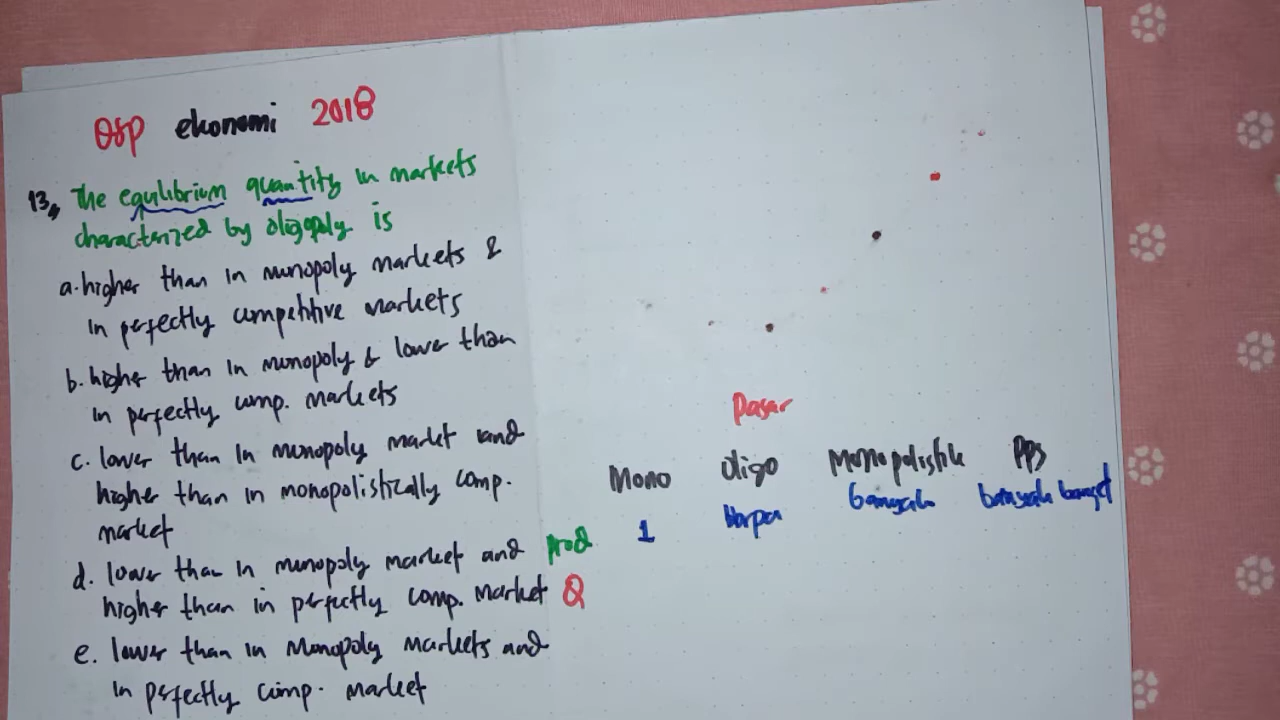 OSP ekonomi 2018
13, The equilibrium quantity in markets
characterized by oligopoly is
a. higher than in monopoly markets &
in perfectly competitive markets
b. higher than in monopoly & lower than
in perfectly comp. markets
c. lower than in monopoly market and
higher than in monopolistically comp.
market
d. lower than in monopoly market and
higher than in perfectly comp. market
e. lower than in monopoly markets and
in perfectly comp. market
Pasar
Mono oligo Monopolistik PPS
prod 1 bbrpa banyak banyak banget
Q